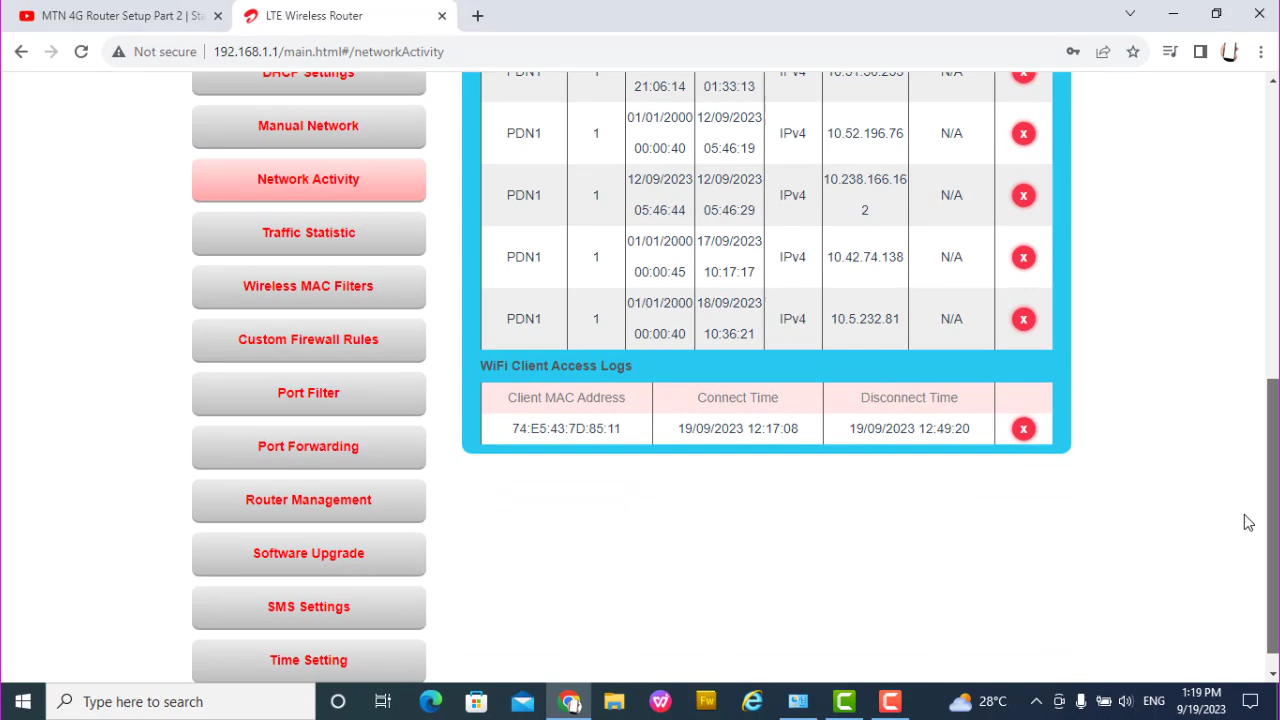 MTN 4G Router Setup Part 2 | Sta
LTE Wireless Router
Not secure
192.168.1.1/main.html#/networkActivity
DHCP Settings
Manual Network
Network Activity
Traffic Statistic
Wireless MAC Filters
Custom Firewall Rules
Port Filter
Port Forwarding
Router Management
Software Upgrade
SMS Settings
Time Setting
PDN1 1 21:06:14 01:33:13 IPv4 N/A x
01/01/2000 12/09/2023
PDN1 1 IPv4 10.52.196.76 N/A x
00:00:40 05:46:19
12/09/2023 12/09/2023 10.238.166.16
PDN1 1 IPv4 N/A x
05:46:44 05:46:29 2
01/01/2000 17/09/2023
PDN1 1 IPv4 10.42.74.138 N/A x
00:00:45 10:17:17
01/01/2000 18/09/2023
PDN1 1 IPv4 10.5.232.81 N/A x
00:00:40 10:36:21
WiFi Client Access Logs
Client MAC Address Connect Time Disconnect Time
74:E5:43:7D:85:11 19/09/2023 12:17:08 19/09/2023 12:49:20 x
Type here to search
Fw
28°C
ENG
1:19 PM
9/19/2023